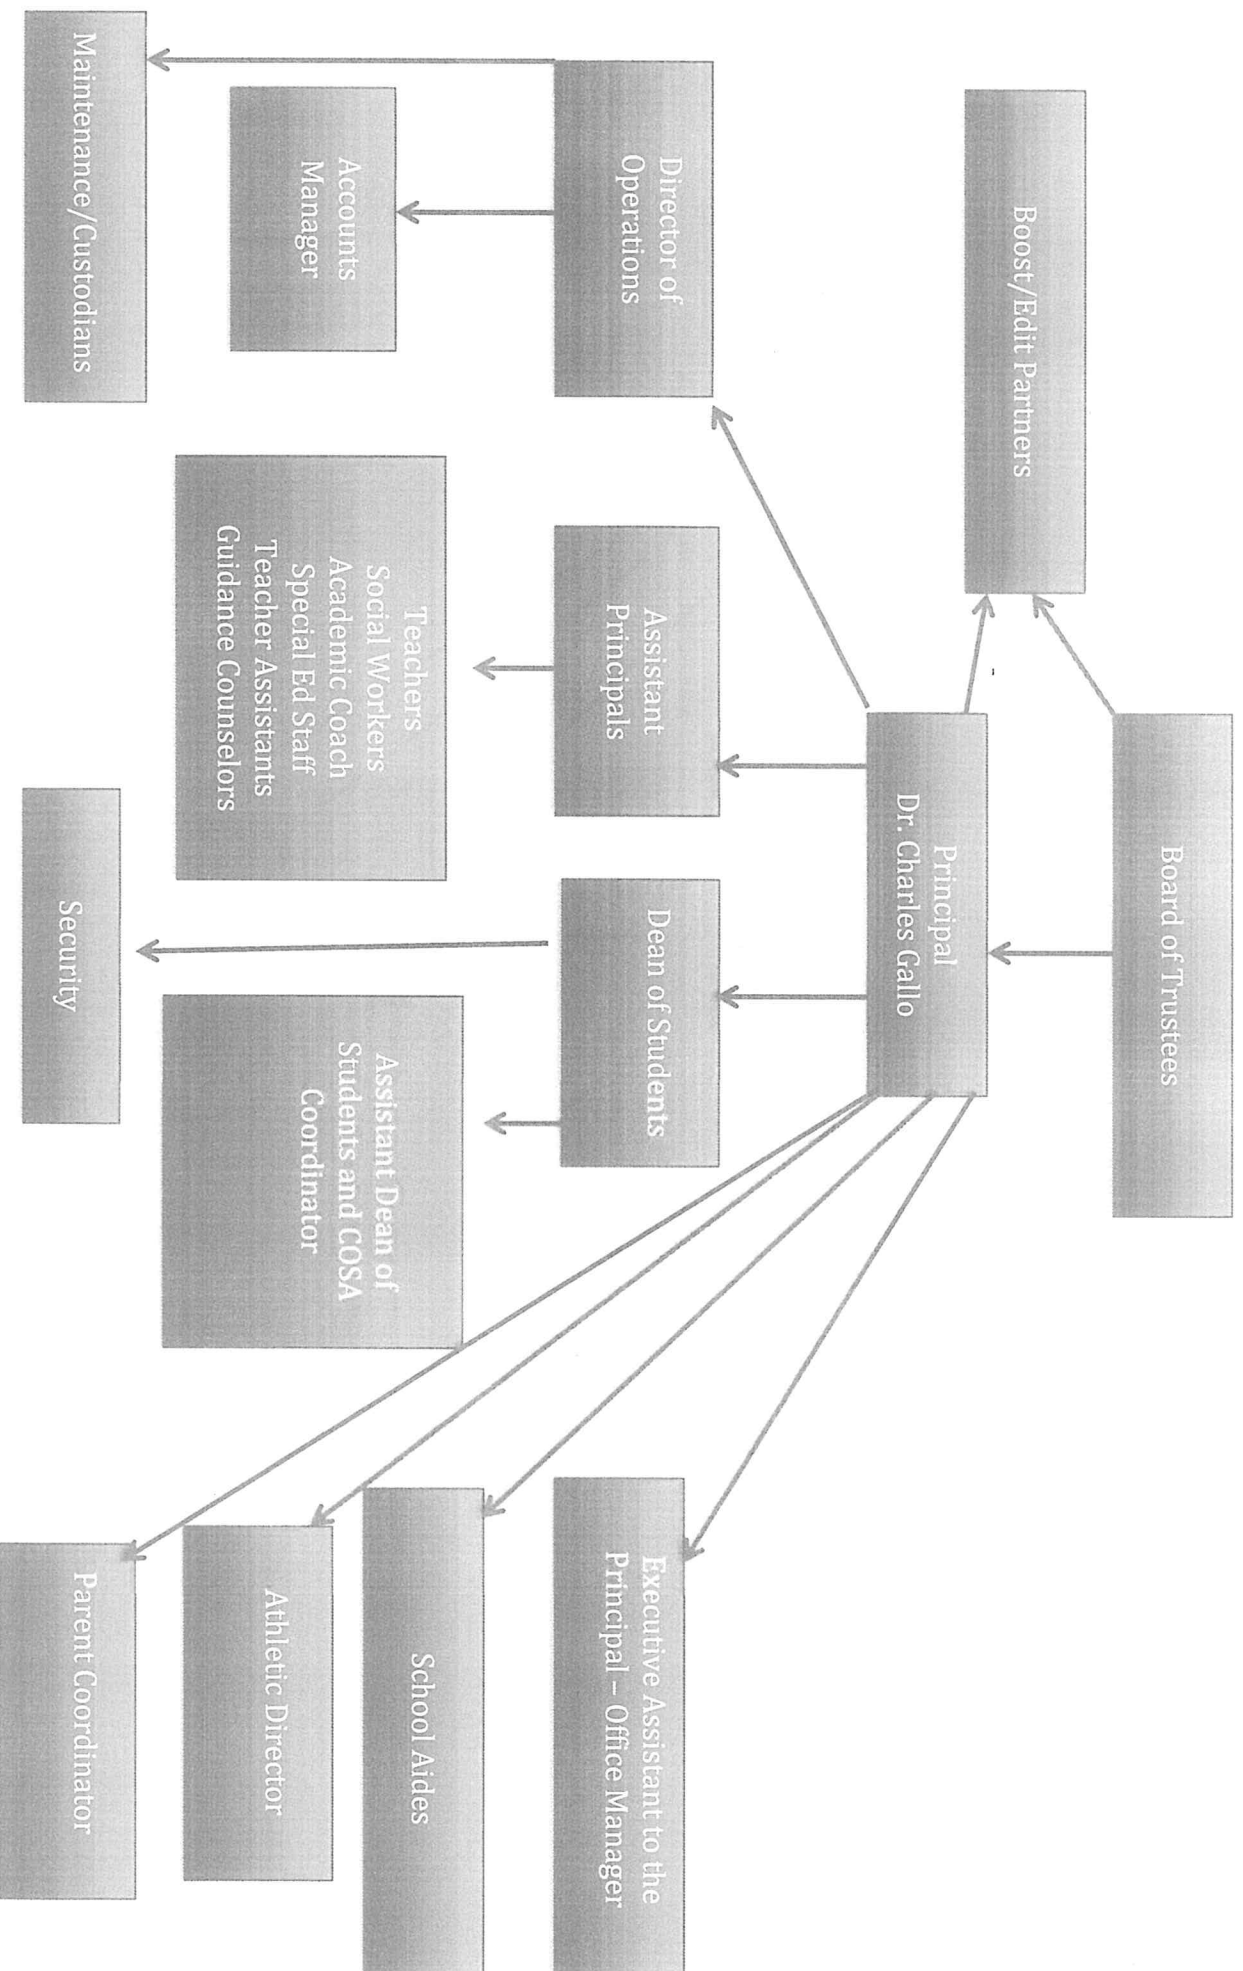 Board of Trustees
Boost/Edit Partners
Principal
Dr. Charles Gallo
Director of
Operations
Assistant
Principals
Dean of Students
Executive Assistant to the
Principal – Office Manager
Accounts
Manager
Teachers
Social Workers
Academic Coach
Special Ed Staff
Teacher Assistants
Guidance Counselors
Assistant Dean of
Students and COSA
Coordinator
School Aides
Athletic Director
Maintenance/Custodians
Security
Parent Coordinator